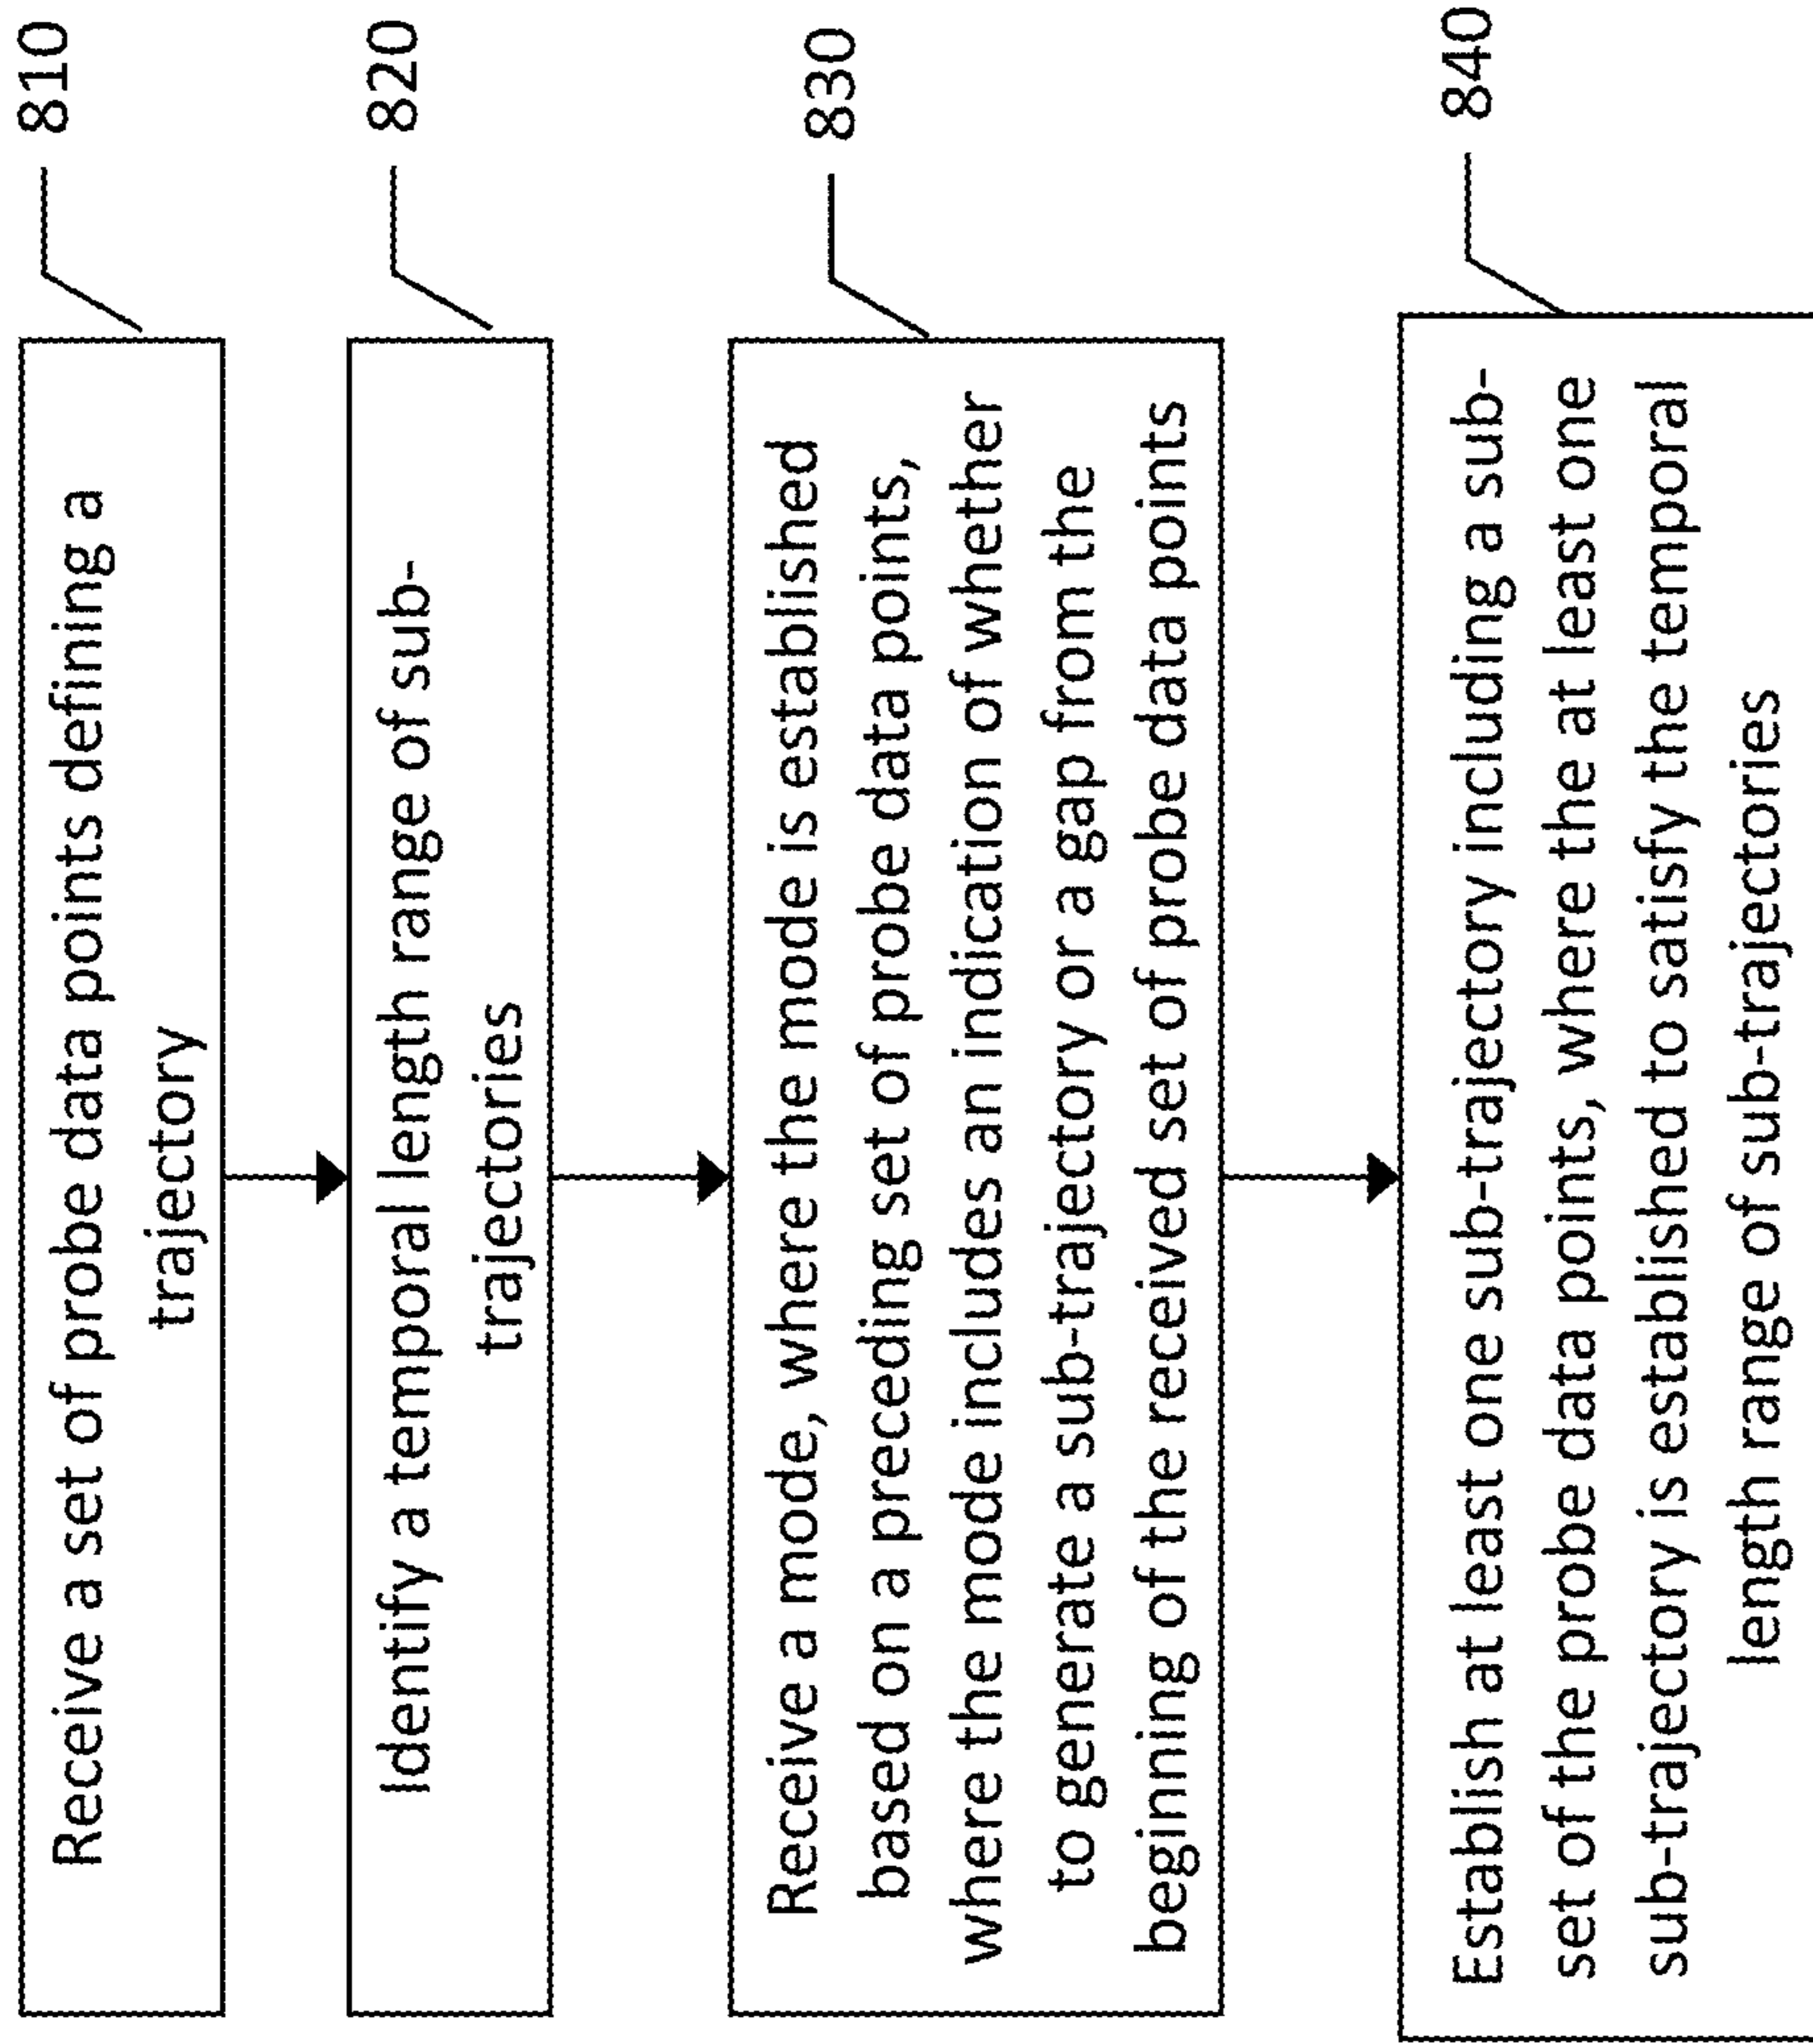 Receive a set of probe data points defining a
trajectory
810
Identify a temporal length range of sub-
trajectories
820
Receive a mode, where the mode is established
based on a preceding set of probe data points,
where the mode includes an indication of whether
to generate a sub-trajectory or a gap from the
beginning of the received set of probe data points
830
Establish at least one sub-trajectory including a sub-
set of the probe data points, where the at least one
sub-trajectory is established to satisfy the temporal
length range of sub-trajectories
840